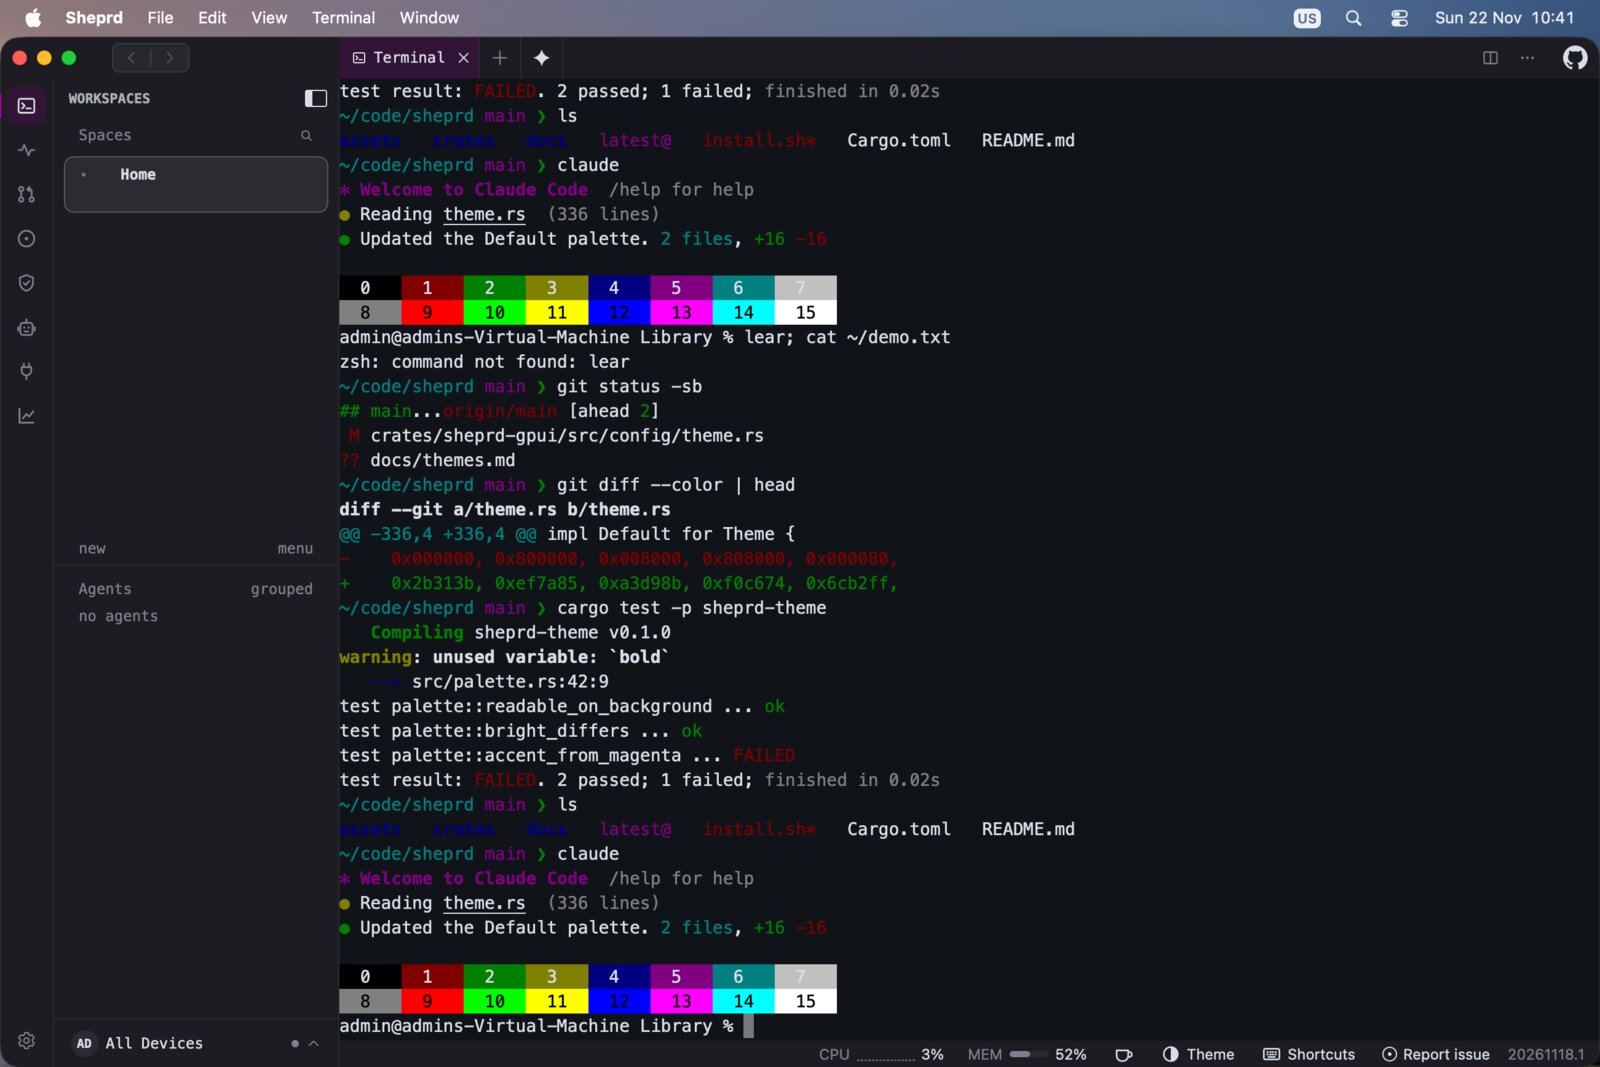 Sheprd File Edit View Terminal Window US Sun 22 Nov 10:41
Terminal
WORKSPACES
Spaces
Home
new menu
Agents grouped
no agents
AD All Devices
test result: FAILED. 2 passed; 1 failed; finished in 0.02s
~/code/sheprd main ❯ ls
assets crates docs latest@ install.sh* Cargo.toml README.md
~/code/sheprd main ❯ claude
* Welcome to Claude Code /help for help
● Reading theme.rs (336 lines)
● Updated the Default palette. 2 files, +16 -16
0 1 2 3 4 5 6 7
8 9 10 11 12 13 14 15
admin@admins-Virtual-Machine Library % lear; cat ~/demo.txt
zsh: command not found: lear
~/code/sheprd main ❯ git status -sb
## main...origin/main [ahead 2]
M crates/sheprd-gpui/src/config/theme.rs
?? docs/themes.md
~/code/sheprd main ❯ git diff --color | head
diff --git a/theme.rs b/theme.rs
@@ -336,4 +336,4 @@ impl Default for Theme {
- 0x000000, 0x800000, 0x008000, 0x808000, 0x000080,
+ 0x2b313b, 0xef7a85, 0xa3d98b, 0xf0c674, 0x6cb2ff,
~/code/sheprd main ❯ cargo test -p sheprd-theme
Compiling sheprd-theme v0.1.0
warning: unused variable: `bold`
--> src/palette.rs:42:9
test palette::readable_on_background ... ok
test palette::bright_differs ... ok
test palette::accent_from_magenta ... FAILED
test result: FAILED. 2 passed; 1 failed; finished in 0.02s
~/code/sheprd main ❯ ls
assets crates docs latest@ install.sh* Cargo.toml README.md
~/code/sheprd main ❯ claude
* Welcome to Claude Code /help for help
● Reading theme.rs (336 lines)
● Updated the Default palette. 2 files, +16 -16
0 1 2 3 4 5 6 7
8 9 10 11 12 13 14 15
admin@admins-Virtual-Machine Library %
CPU 3% MEM 52% Theme Shortcuts Report issue 20261118.1